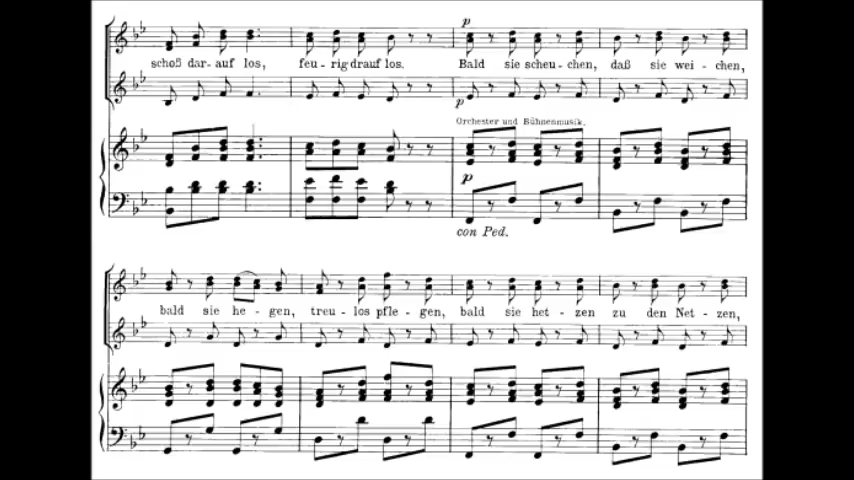 p
schoß dar-auf los, feu-rig drauf los. Bald sie scheu-chen, daß sie wei-chen,
p
Orchester und Bühnenmusik.
p
con Ped.
bald sie he-gen, treu-los pfle-gen, bald sie het-zen zu den Net-zen,